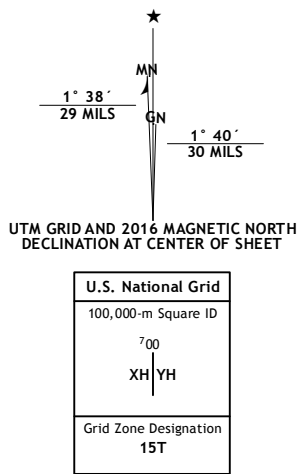 MN
1° 38´
29 MILS
GN
1° 40´
30 MILS
UTM GRID AND 2016 MAGNETIC NORTH
DECLINATION AT CENTER OF SHEET
U.S. National Grid
100,000-m Square ID
⁷00
XH YH
Grid Zone Designation
15T